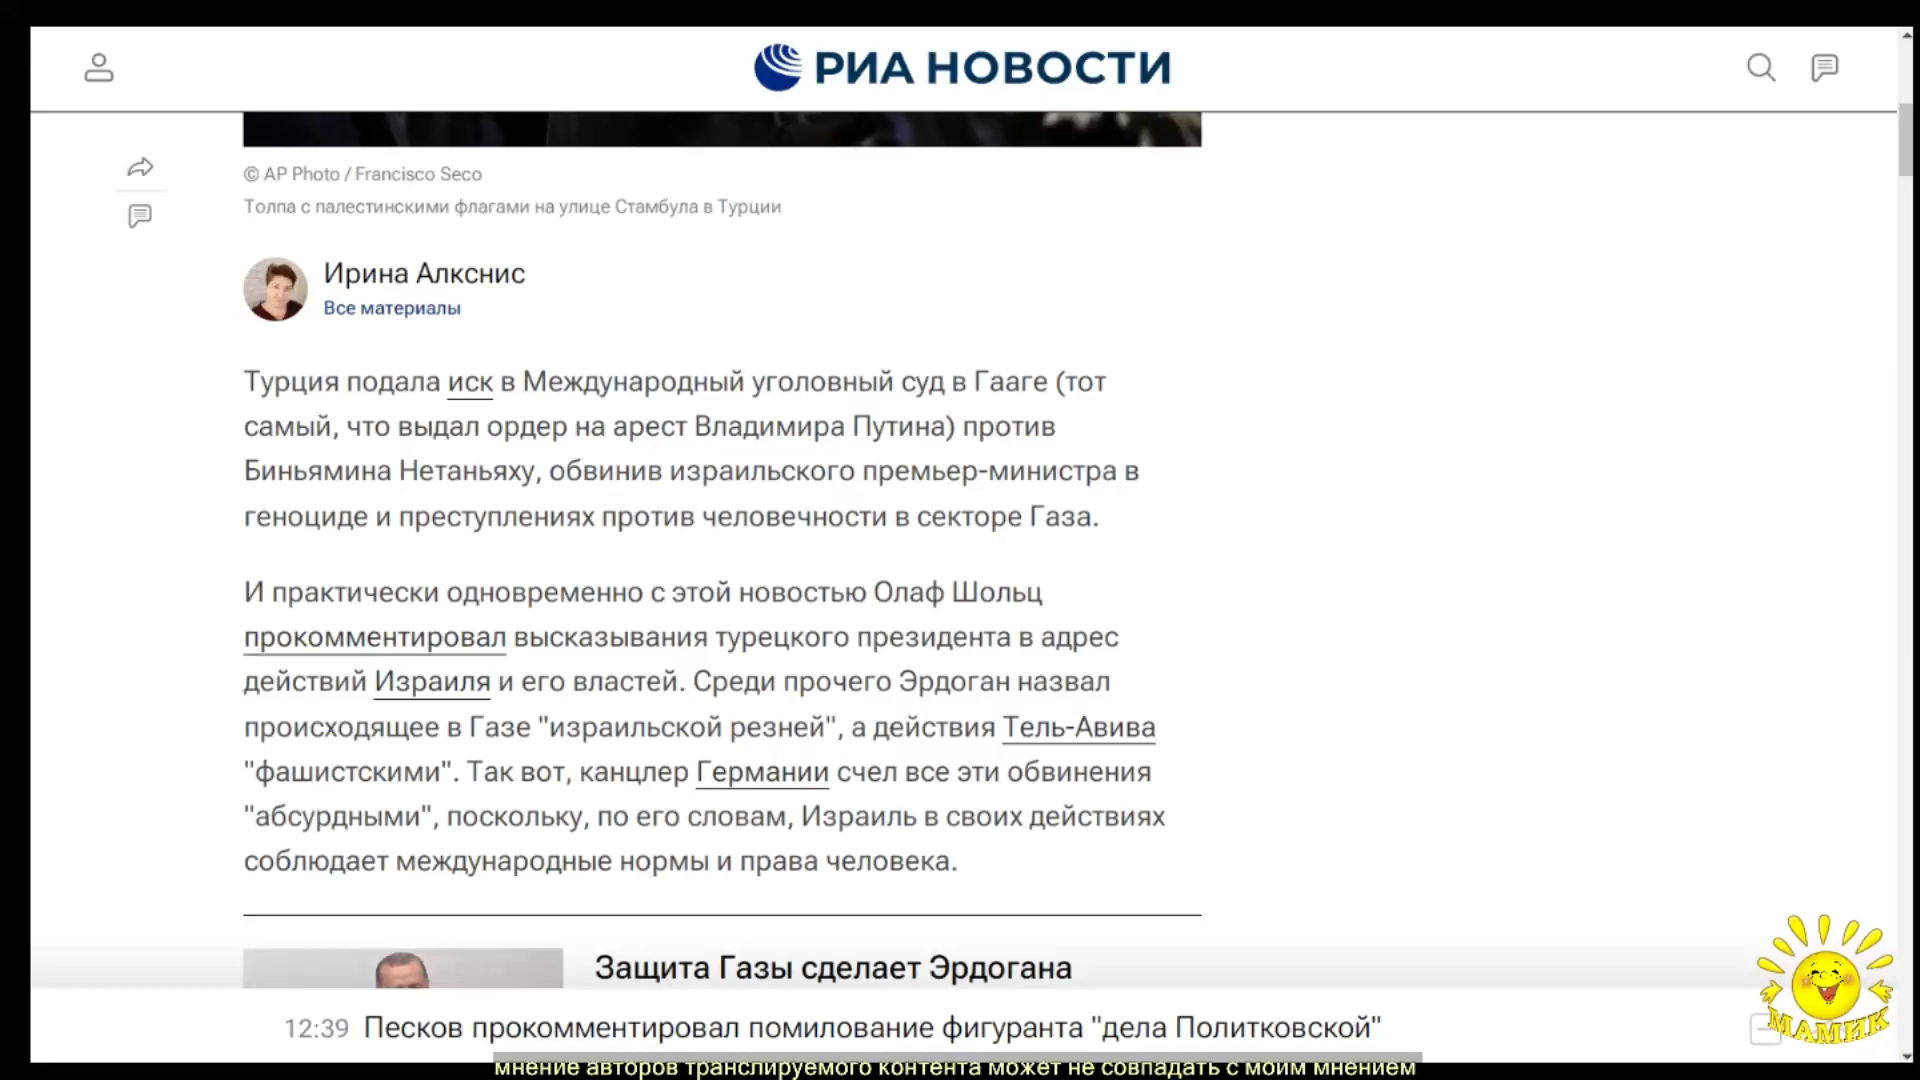 РИА НОВОСТИ
© AP Photo / Francisco Seco
Толпа с палестинскими флагами на улице Стамбула в Турции
Ирина Алкснис
Все материалы
Турция подала иск в Международный уголовный суд в Гааге (тот
самый, что выдал ордер на арест Владимира Путина) против
Биньямина Нетаньяху, обвинив израильского премьер-министра в
геноциде и преступлениях против человечности в секторе Газа.
И практически одновременно с этой новостью Олаф Шольц
прокомментировал высказывания турецкого президента в адрес
действий Израиля и его властей. Среди прочего Эрдоган назвал
происходящее в Газе "израильской резней", а действия Тель-Авива
"фашистскими". Так вот, канцлер Германии счел все эти обвинения
"абсурдными", поскольку, по его словам, Израиль в своих действиях
соблюдает международные нормы и права человека.
Защита Газы сделает Эрдогана
12:39 Песков прокомментировал помилование фигуранта "дела Политковской"
МАМИК
мнение авторов транслируемого контента может не совпадать с моим мнением